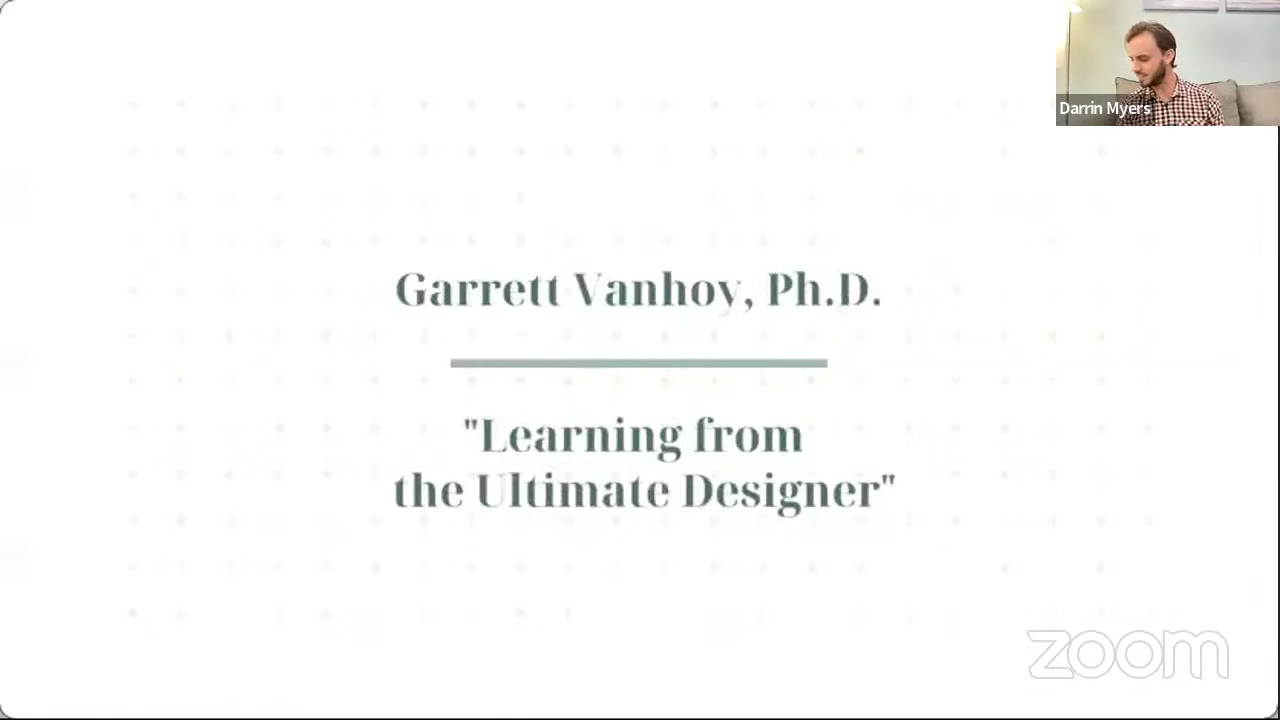 Darrin Myers
Garrett Vanhoy, Ph.D.
"Learning from
the Ultimate Designer"
zoom